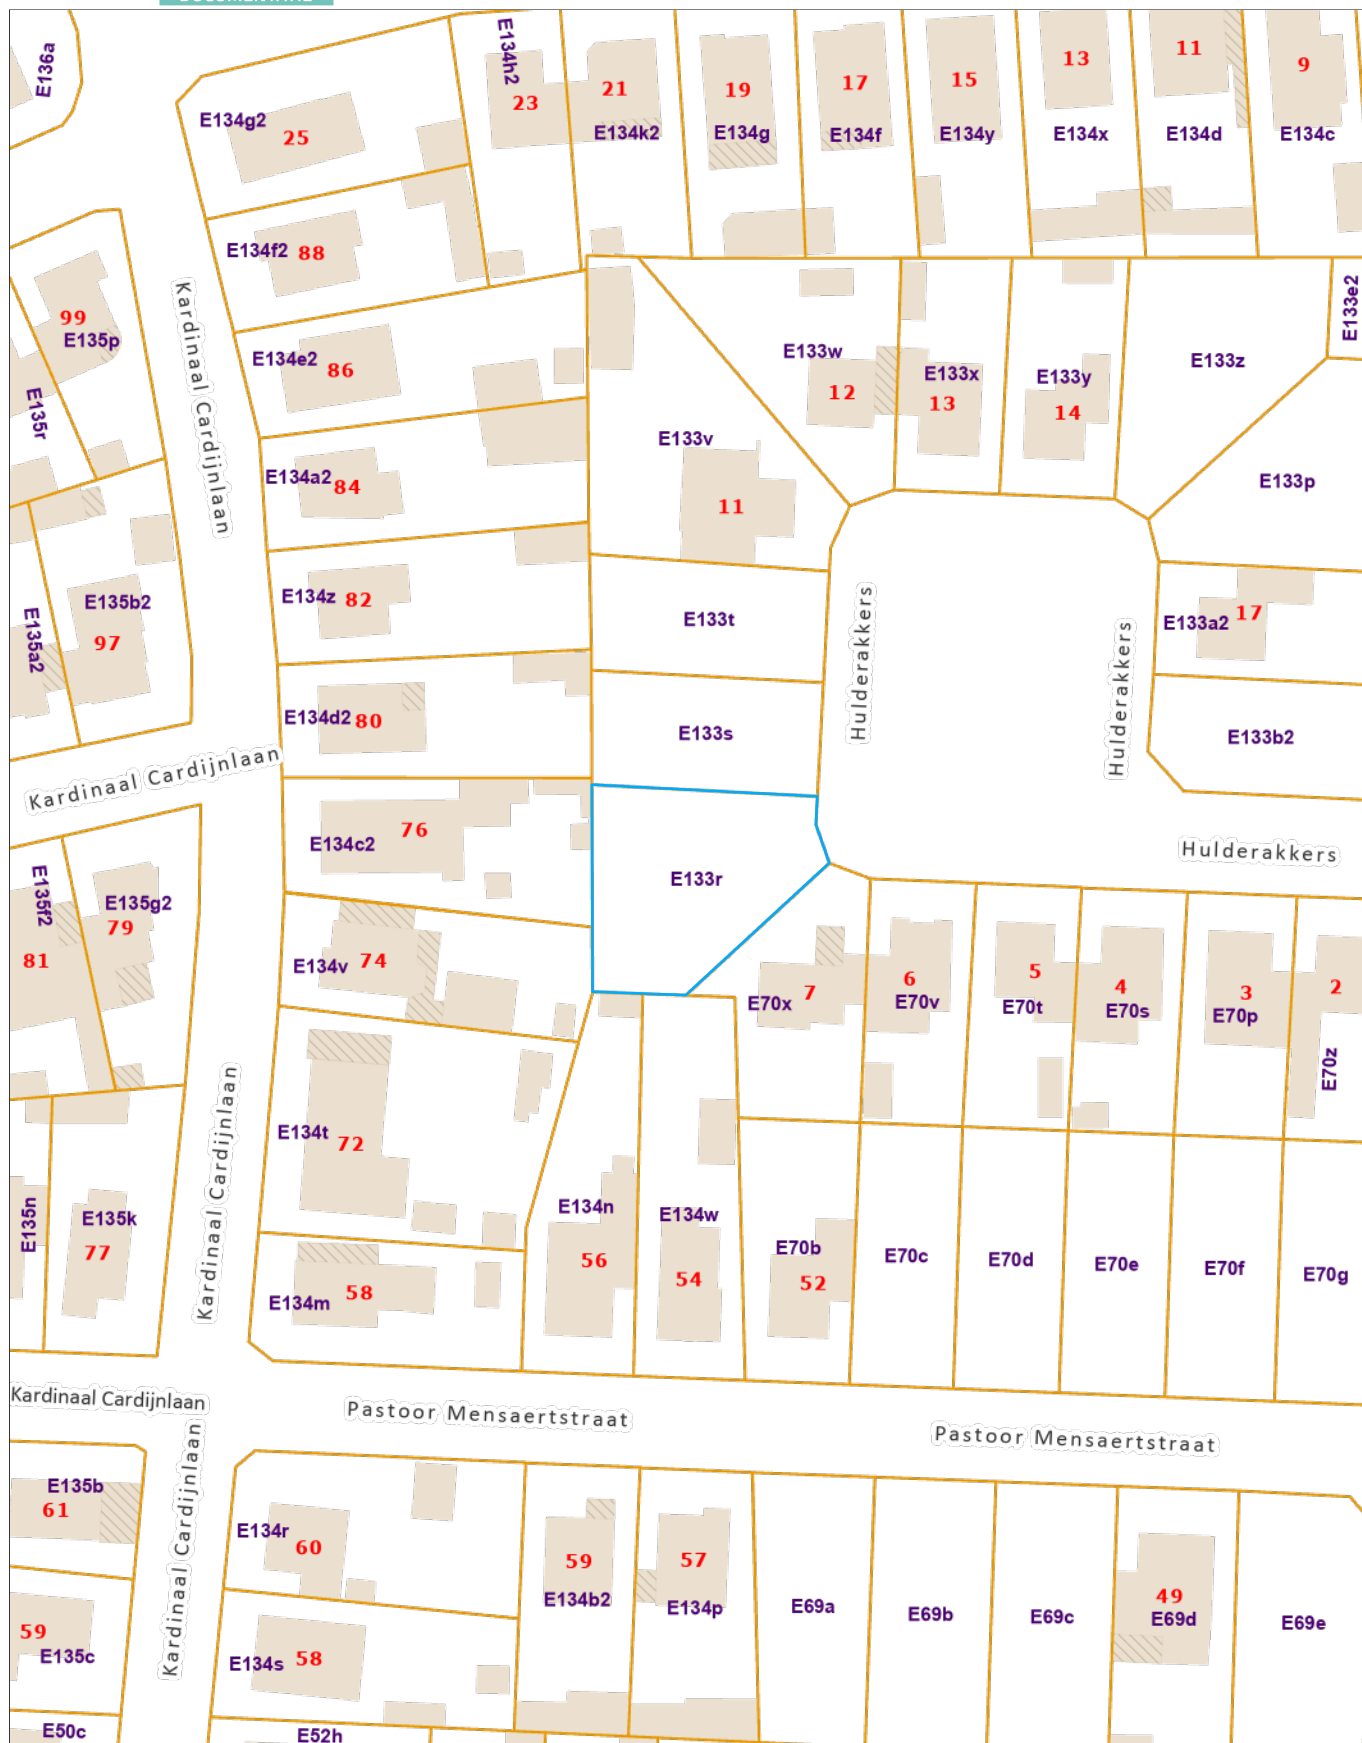 E136a
E134g2
25
E134h2
23
21
E134k2
19
E134g
17
E134f
15
E134y
13
E134x
11
E134d
9
E134c
E134f2
88
99
E135p
E135r
Kardinaal Cardijnlaan
E134e2
86
E133w
12
E133x
13
E133y
14
E133z
E133e2
E133p
E133v
11
E134a2
84
E134z
82
E133t
Hulderakkers
Hulderakkers
E133a2
17
E135b2
97
E135a2
E134d2
80
E133s
E133b2
Kardinaal Cardijnlaan
76
E134c2
E133r
Hulderakkers
E135f2
81
E135g2
79
E134v
74
E70x
7
6
E70v
5
E70t
4
E70s
3
E70p
2
E70z
Kardinaal Cardijnlaan
E134t
72
E135n
E135k
77
E134n
56
E134w
54
E70b
52
E70c
E70d
E70e
E70f
E70g
E134m
58
Kardinaal Cardijnlaan
Pastoor Mensaertstraat
Pastoor Mensaertstraat
Kardinaal Cardijnlaan
E135b
61
E134r
60
59
E134b2
57
E134p
E69a
E69b
E69c
49
E69d
E69e
59
E135c
E134s
58
E50c
E52h